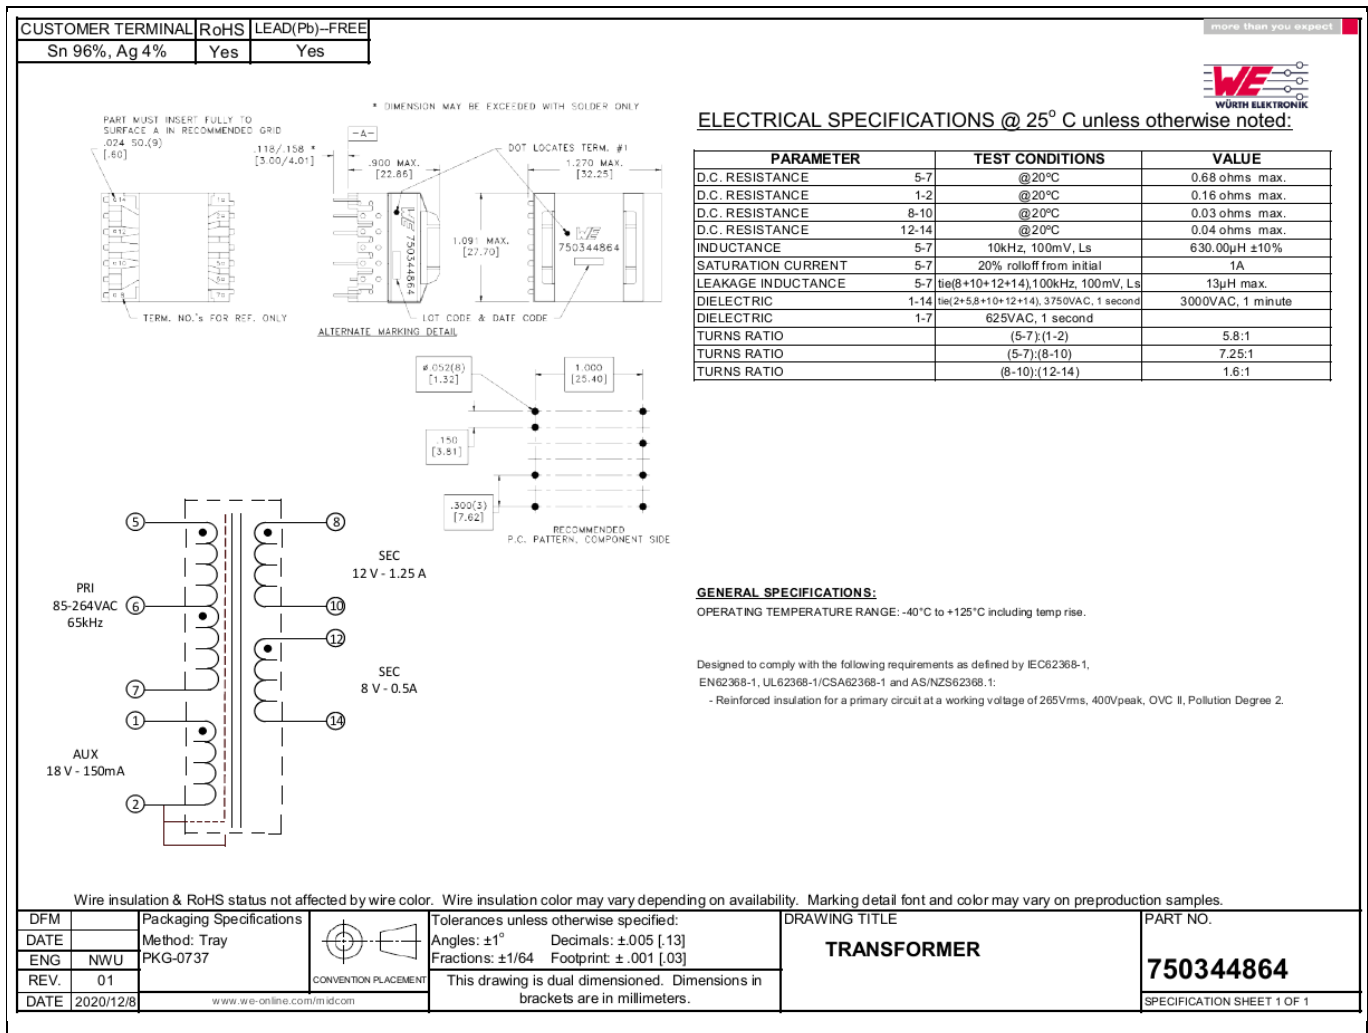 CUSTOMER TERMINAL RoHS LEAD(Pb)--FREE
Sn 96%, Ag 4% Yes Yes
more than you expect
WE
WÜRTH ELEKTRONIK
* DIMENSION MAY BE EXCEEDED WITH SOLDER ONLY
PART MUST INSERT FULLY TO
SURFACE A IN RECOMMENDED GRID
.024 SQ.(9)
[.60]
.118/.158 *
[3.00/4.01]
-A-
.900 MAX.
[22.86]
DOT LOCATES TERM. #1
1.270 MAX.
[32.25]
1.091 MAX.
[27.70]
WE 750344864
WE
750344864
TERM. NO.'s FOR REF. ONLY
LOT CODE & DATE CODE
ALTERNATE MARKING DETAIL
ø.052(8)
[1.32]
1.000
[25.40]
.150
[3.81]
.300(3)
[7.62]
RECOMMENDED
P.C. PATTERN, COMPONENT SIDE
ELECTRICAL SPECIFICATIONS @ 25° C unless otherwise noted:
PARAMETER TEST CONDITIONS VALUE
D.C. RESISTANCE 5-7 @20ºC 0.68 ohms max.
D.C. RESISTANCE 1-2 @20ºC 0.16 ohms max.
D.C. RESISTANCE 8-10 @20ºC 0.03 ohms max.
D.C. RESISTANCE 12-14 @20ºC 0.04 ohms max.
INDUCTANCE 5-7 10kHz, 100mV, Ls 630.00µH ±10%
SATURATION CURRENT 5-7 20% rolloff from initial 1A
LEAKAGE INDUCTANCE 5-7 tie(8+10+12+14),100kHz, 100mV, Ls 13µH max.
DIELECTRIC 1-14 tie(2+5,8+10+12+14), 3750VAC, 1 second 3000VAC, 1 minute
DIELECTRIC 1-7 625VAC, 1 second
TURNS RATIO (5-7):(1-2) 5.8:1
TURNS RATIO (5-7):(8-10) 7.25:1
TURNS RATIO (8-10):(12-14) 1.6:1
5
8
SEC
12 V - 1.25 A
PRI
85-264VAC
65kHz
6
10
12
SEC
8 V - 0.5A
7
1
14
AUX
18 V - 150mA
2
GENERAL SPECIFICATIONS:
OPERATING TEMPERATURE RANGE: -40°C to +125°C including temp rise.
Designed to comply with the following requirements as defined by IEC62368-1,
EN62368-1, UL62368-1/CSA62368-1 and AS/NZS62368.1:
- Reinforced insulation for a primary circuit at a working voltage of 265Vrms, 400Vpeak, OVC II, Pollution Degree 2.
Wire insulation & RoHS status not affected by wire color. Wire insulation color may vary depending on availability. Marking detail font and color may vary on preproduction samples.
DFM
DATE
ENG NWU
REV. 01
DATE 2020/12/8
Packaging Specifications
Method: Tray
PKG-0737
www.we-online.com/midcom
CONVENTION PLACEMENT
Tolerances unless otherwise specified:
Angles: ±1° Decimals: ±.005 [.13]
Fractions: ±1/64 Footprint: ± .001 [.03]
This drawing is dual dimensioned. Dimensions in
brackets are in millimeters.
DRAWING TITLE
TRANSFORMER
PART NO.
750344864
SPECIFICATION SHEET 1 OF 1